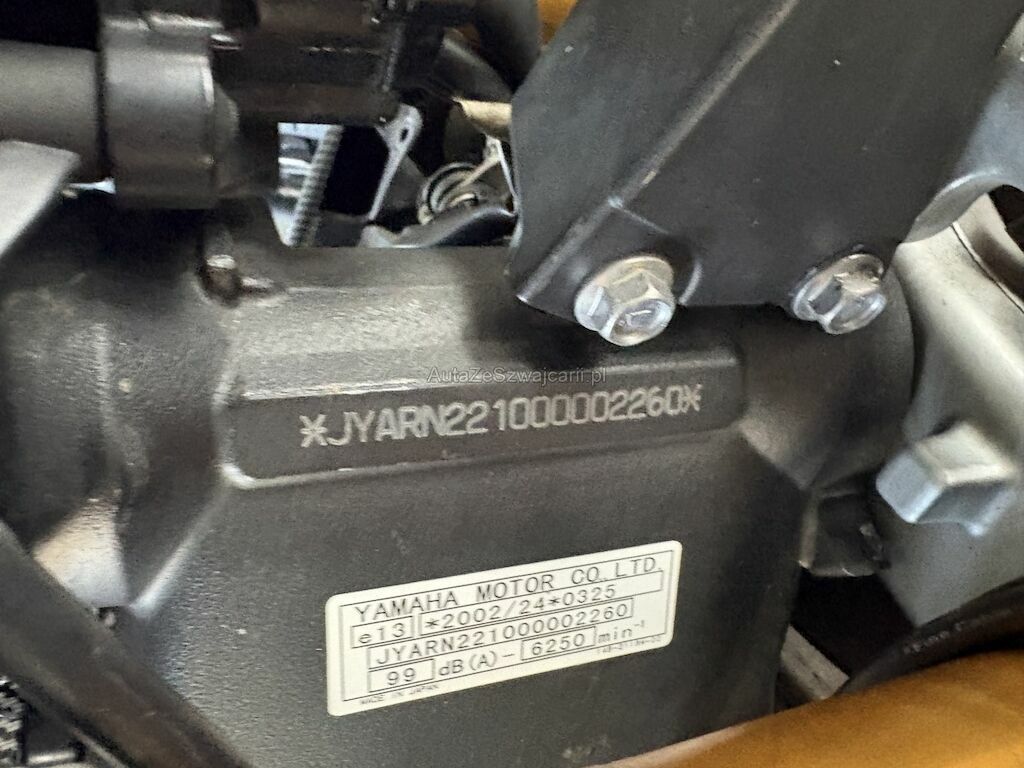 AutaZeSzwajcarii.pl
*JYARN221000002260*
YAMAHA MOTOR CO.,LTD.
e13 *2002/24*0325
JYARN221000002260
99 dB(A)- 6250 min-1
MADE IN JAPAN